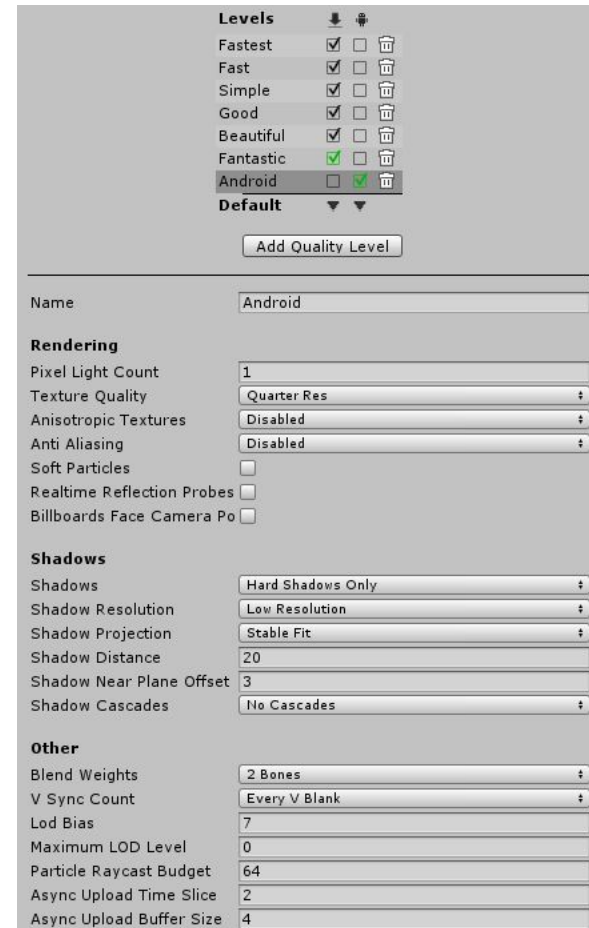 Levels
Fastest
Fast
Simple
Good
Beautiful
Fantastic
Android
Default
Add Quality Level
Name Android
Rendering
Pixel Light Count 1
Texture Quality Quarter Res
Anisotropic Textures Disabled
Anti Aliasing Disabled
Soft Particles
Realtime Reflection Probes
Billboards Face Camera Po
Shadows
Shadows Hard Shadows Only
Shadow Resolution Low Resolution
Shadow Projection Stable Fit
Shadow Distance 20
Shadow Near Plane Offset 3
Shadow Cascades No Cascades
Other
Blend Weights 2 Bones
V Sync Count Every V Blank
Lod Bias 7
Maximum LOD Level 0
Particle Raycast Budget 64
Async Upload Time Slice 2
Async Upload Buffer Size 4